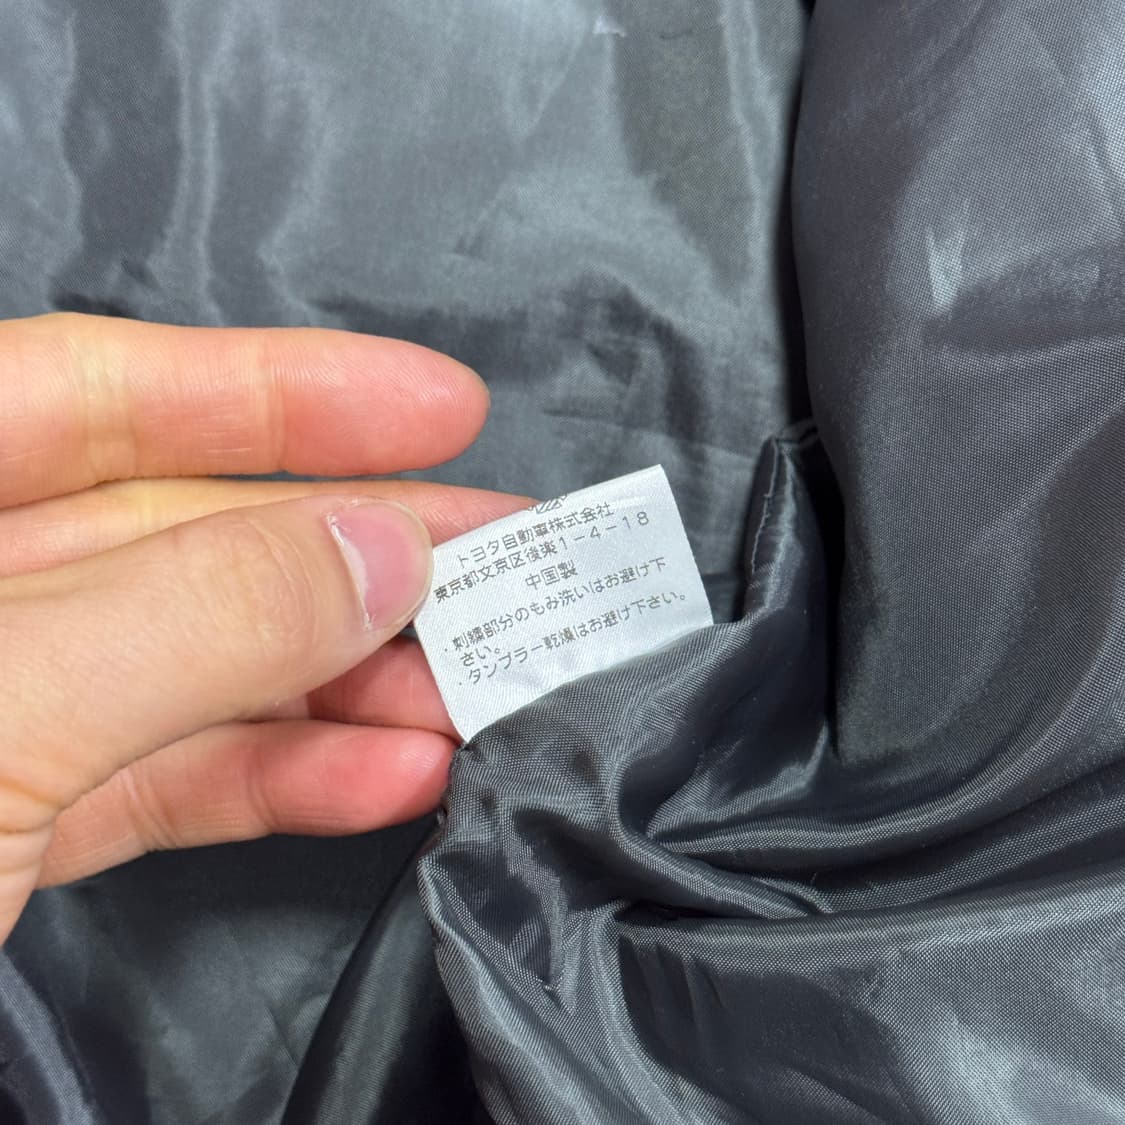 トヨタ自動車株式会社
東京都文京区後楽1-4-18
中国製
・刺繍部分のもみ洗いはお避け下
さい。
・タンブラー乾燥はお避け下さい。